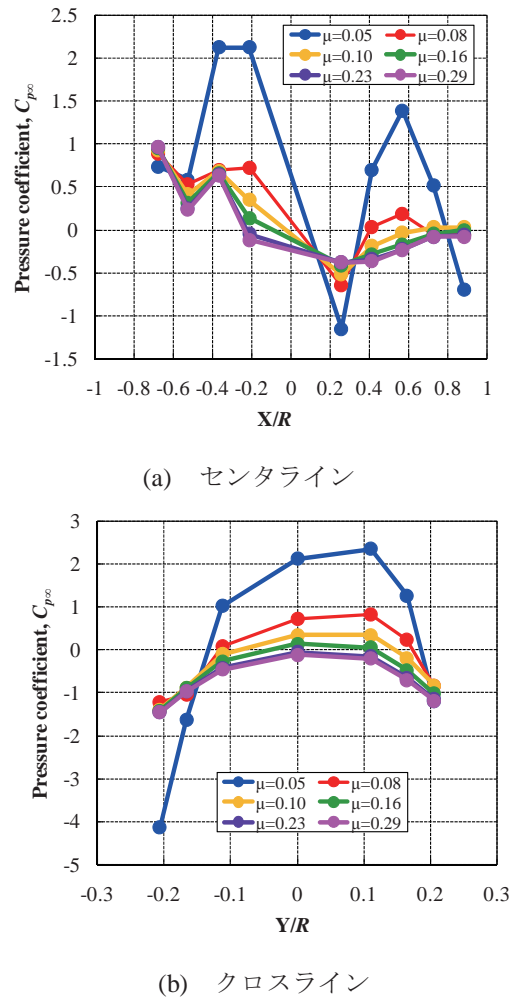 Pressure coefficient, Cp∞
2.5
2
1.5
1
0.5
0
-0.5
-1
-1.5
μ=0.05 μ=0.08
μ=0.10 μ=0.16
μ=0.23 μ=0.29
-1 -0.8 -0.6 -0.4 -0.2 0 0.2 0.4 0.6 0.8 1
X/R
(a) センタライン
Pressure coefficient, Cp∞
3
2
1
0
-1
-2
-3
-4
-5
μ=0.05 μ=0.08
μ=0.10 μ=0.16
μ=0.23 μ=0.29
-0.3 -0.2 -0.1 0 0.1 0.2 0.3
Y/R
(b) クロスライン